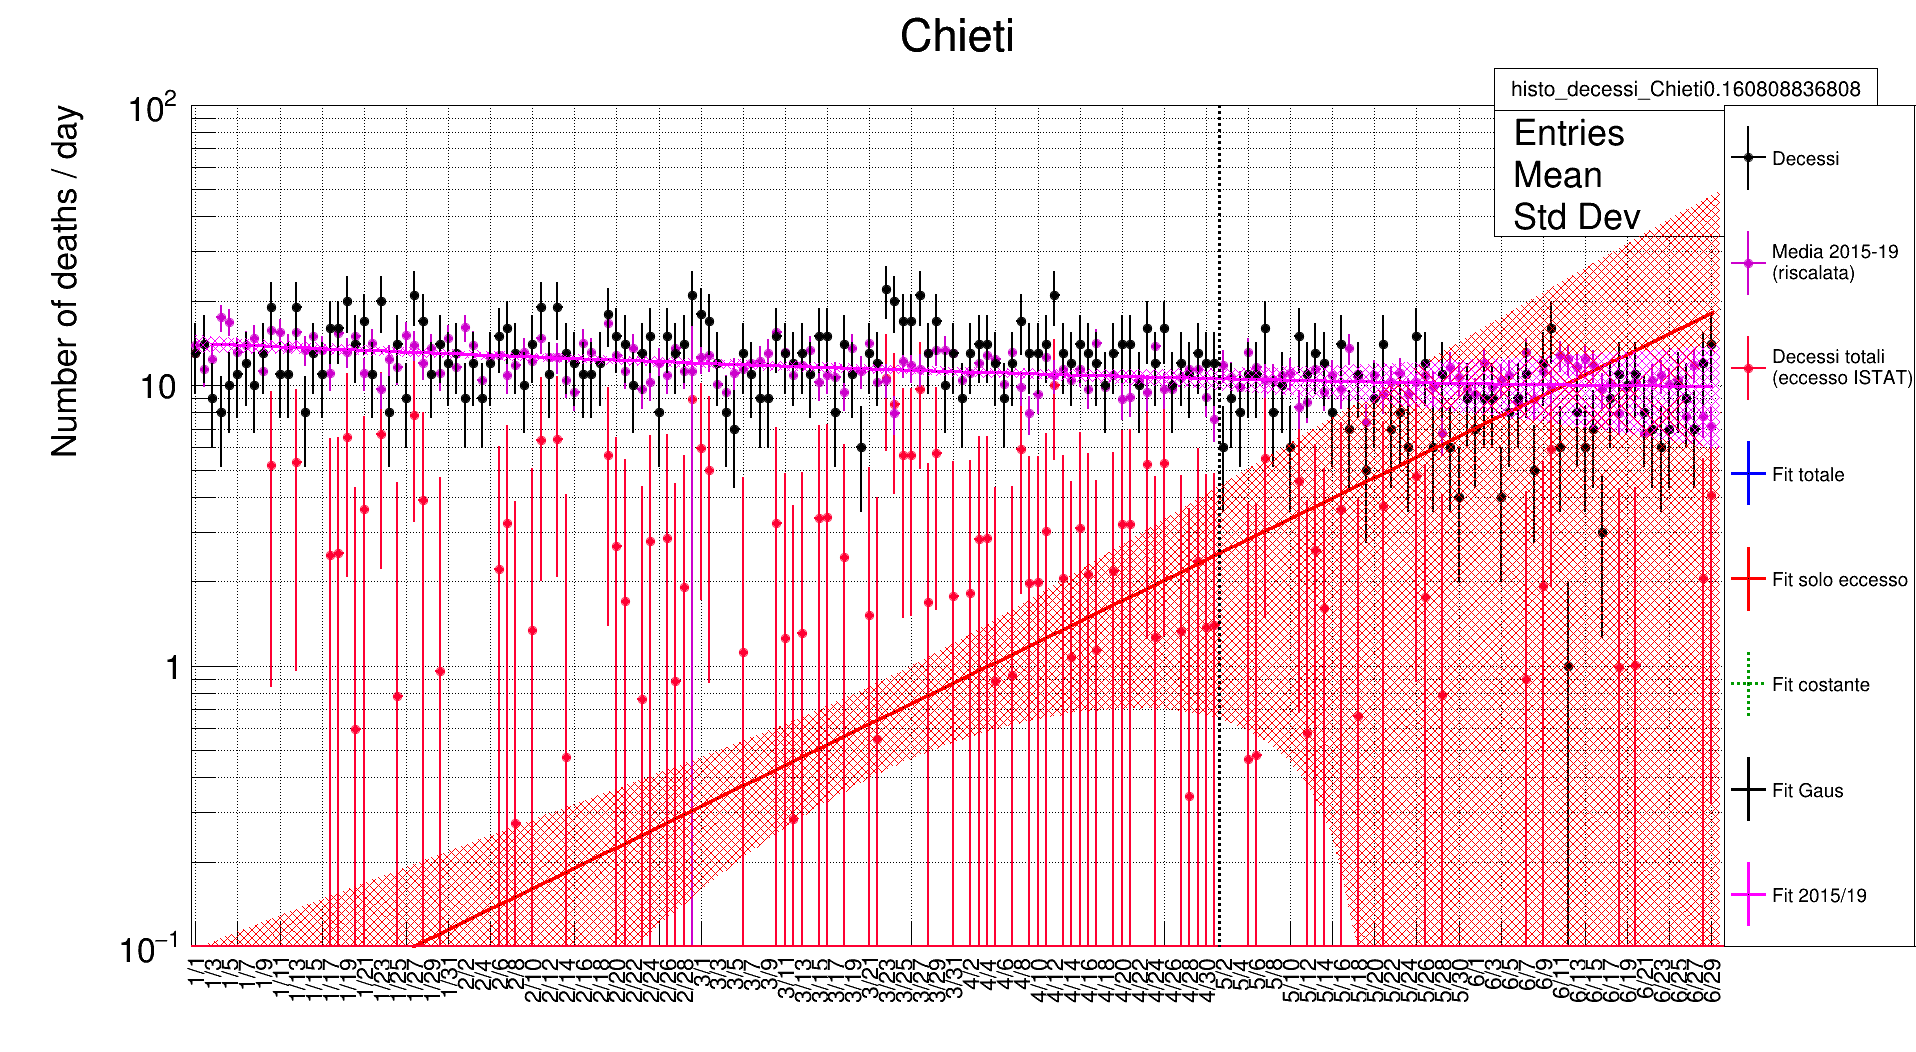 Chieti
Number of deaths / day
10²
10
1
10⁻¹
histo_decessi_Chieti0.160808836808
Entries
Mean
Std Dev
Decessi
Media 2015-19
(riscalata)
Decessi totali
(eccesso ISTAT)
Fit totale
Fit solo eccesso
Fit costante
Fit Gaus
Fit 2015/19
1/1 1/3 1/5 1/7 1/9 1/11 1/13 1/15 1/17 1/19 1/21 1/23 1/25 1/27 1/29 1/31 2/2 2/4 2/6 2/8 2/10 2/12 2/14 2/16 2/18 2/20 2/22 2/24 2/26 2/28 3/1 3/3 3/5 3/7 3/9 3/11 3/13 3/15 3/17 3/19 3/21 3/23 3/25 3/27 3/29 3/31 4/2 4/4 4/6 4/8 4/10 4/12 4/14 4/16 4/18 4/20 4/22 4/24 4/26 4/28 4/30 5/2 5/4 5/6 5/8 5/10 5/12 5/14 5/16 5/18 5/20 5/22 5/24 5/26 5/28 5/30 6/1 6/3 6/5 6/7 6/9 6/11 6/13 6/15 6/17 6/19 6/21 6/23 6/25 6/27 6/29